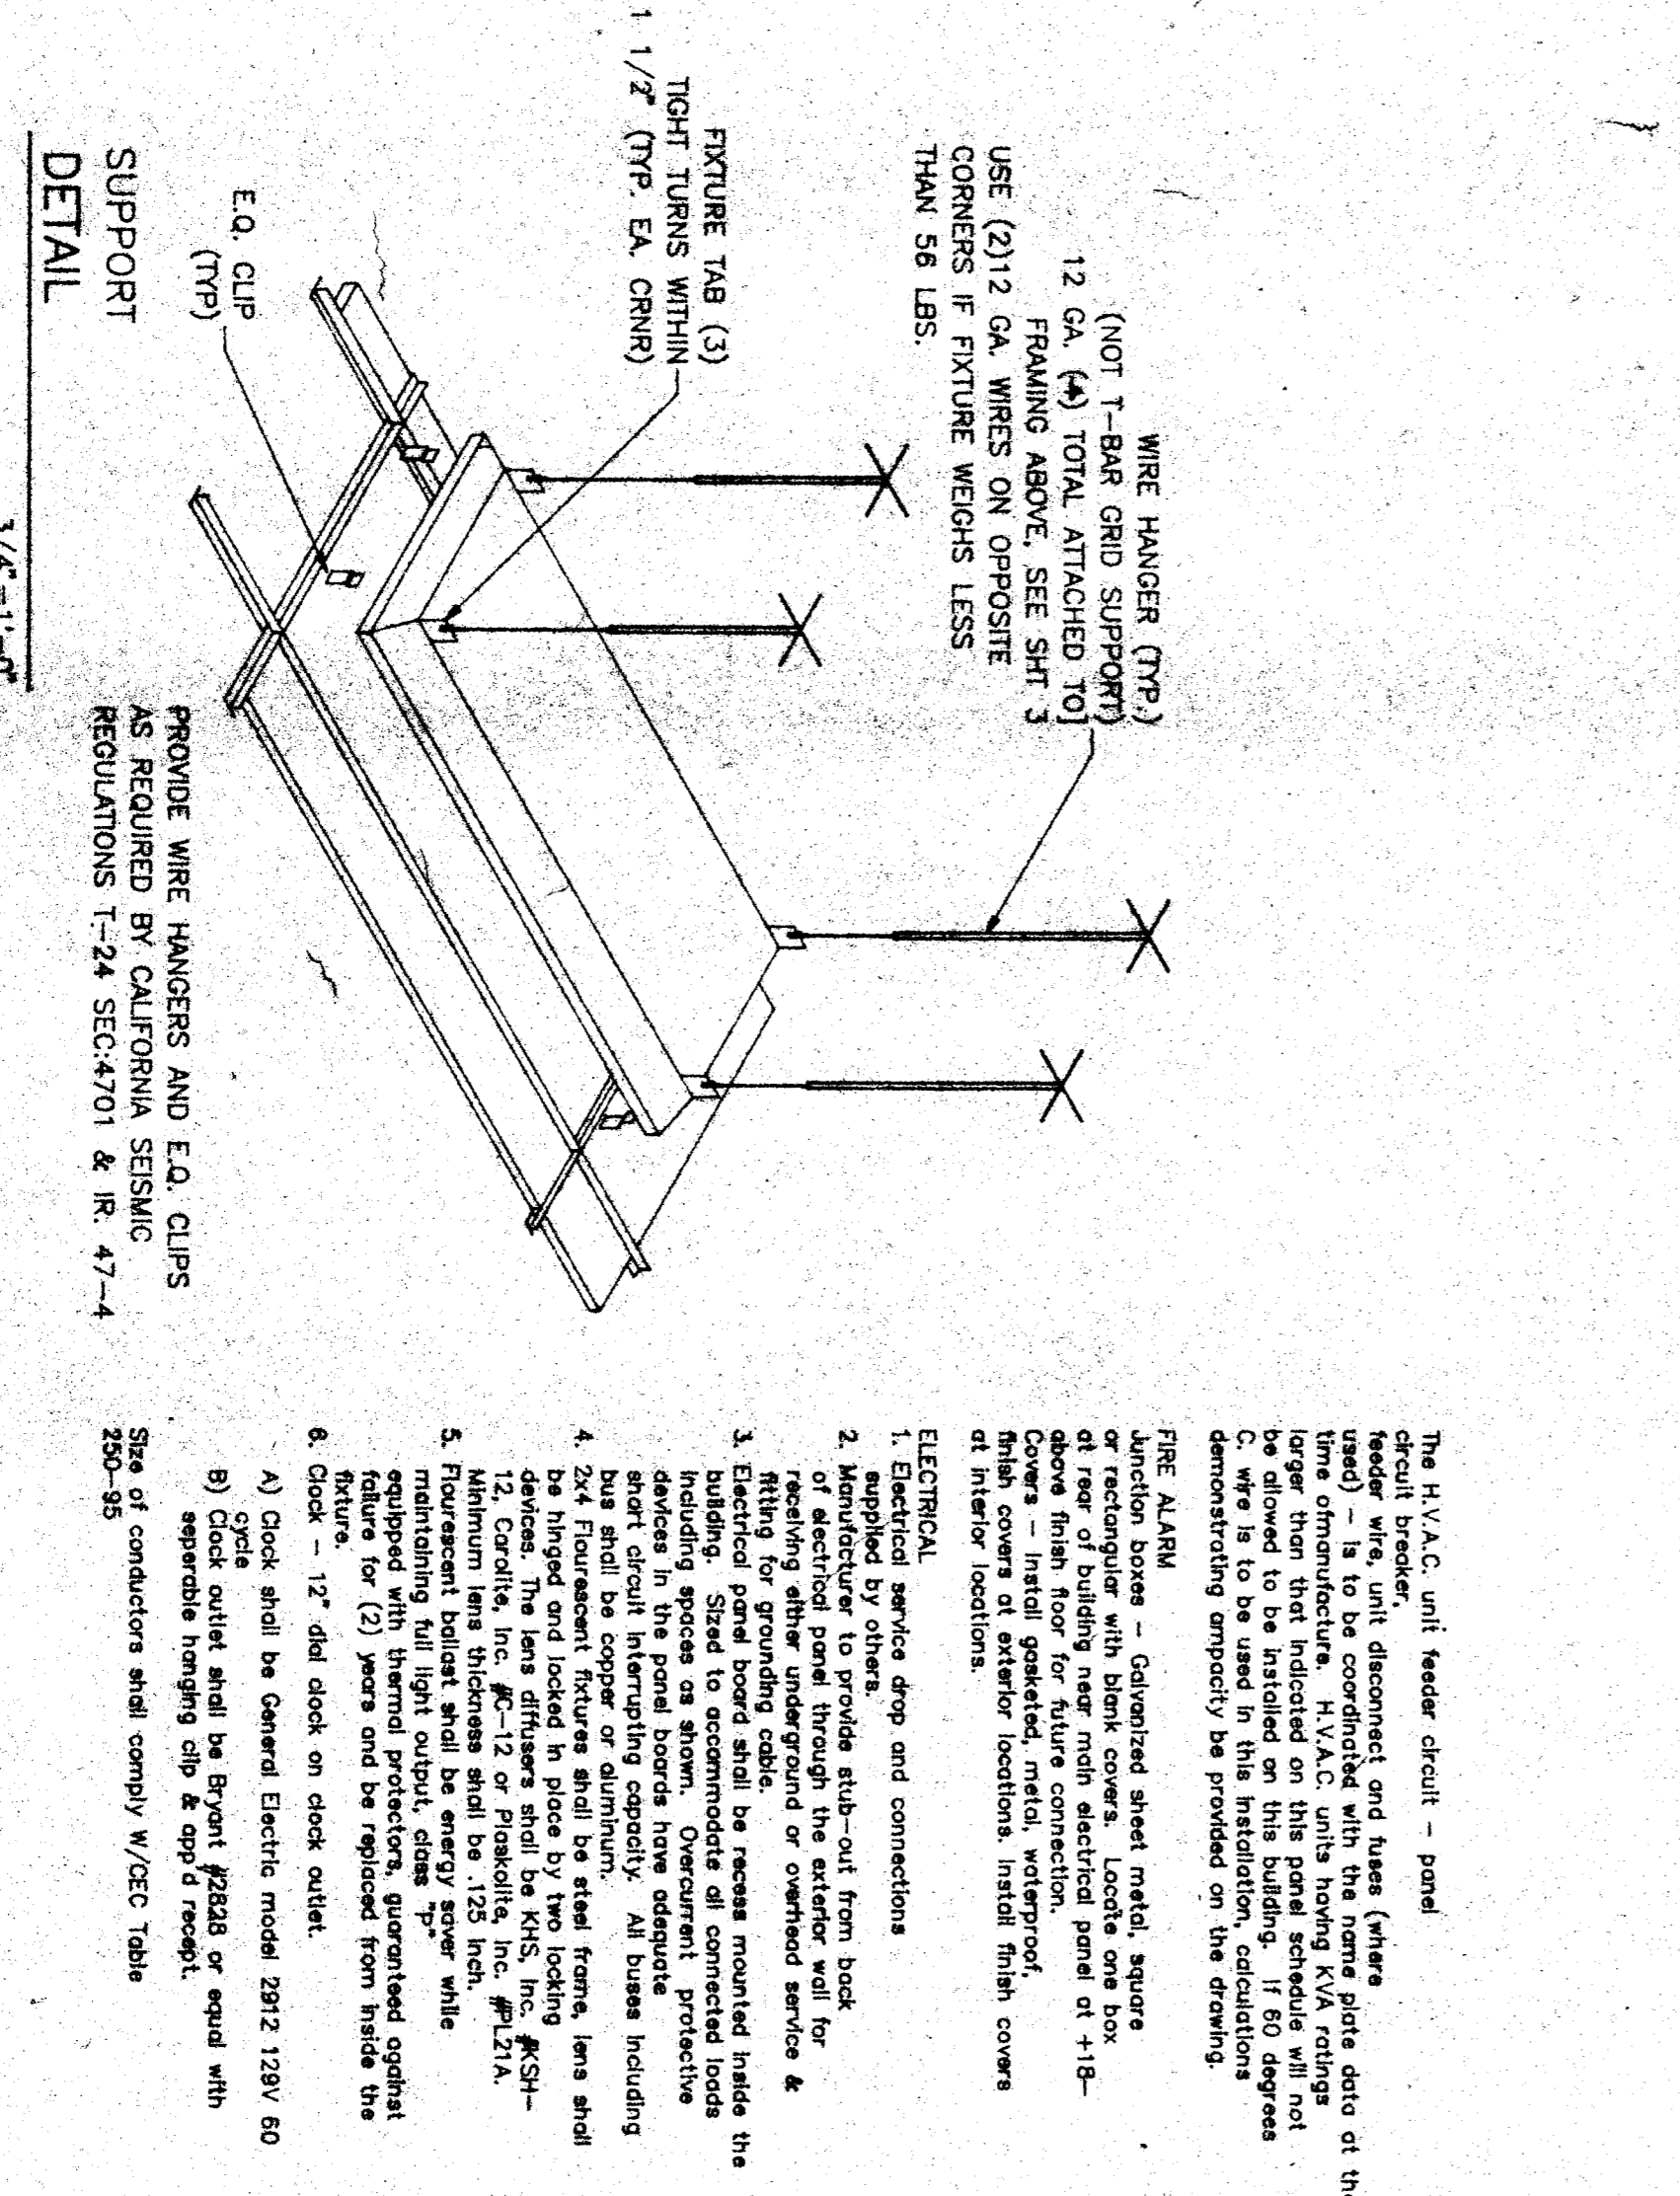 WIRE HANGER (TYP.)
(NOT T-BAR GRID SUPPORT)
12 GA. (4) TOTAL ATTACHED TO
FRAMING ABOVE, SEE SHT 3
USE (2)12 GA. WIRES ON OPPOSITE
CORNERS IF FIXTURE WEIGHS LESS
THAN 56 LBS.
FIXTURE TAB (3)
TIGHT TURNS WITHIN
1 1/2" (TYP. EA. CRNR)
E.Q. CLIP
(TYP)
SUPPORT
DETAIL
3/4"=1'-0"
PROVIDE WIRE HANGERS AND E.Q. CLIPS
AS REQUIRED BY CALIFORNIA SEISMIC
REGULATIONS T-24 SEC:4701 & IR. 47-4
The H.V.A.C. unit feeder circuit - panel
circuit breaker,
feeder wire, unit disconnect and fuses (where
used) - is to be coordinated with the name plate data at the
time ofmanufacture. H.V.A.C. units having KVA ratings
larger than that indicated on this panel schedule will not
be allowed to be installed on this building. If 60 degrees
C. wire is to be used in this installation, calculations
demonstrating ampacity be provided on the drawing.
FIRE ALARM
Junction boxes - Galvanized sheet metal, square
or rectangular with blank covers. Locate one box
at rear of building near main electrical panel at +18-
above finish floor for future connection.
Covers - install gasketed, metal, waterproof,
finish covers at exterior locations. Install finish covers
at interior locations.
ELECTRICAL
1. Electrical service drop and connections
supplied by others.
2. Manufacturer to provide stub-out from back
of electrical panel through the exterior wall for
receiving either underground or overhead service &
fitting for grounding cable.
3. Electrical panel board shall be recess mounted inside the
building. Sized to accommodate all connected loads
including spaces as shown. Overcurrent protective
devices in the panel boards have adequate
short circuit interrupting capacity. All buses including
bus shall be copper or aluminum.
4. 2x4 Flourescent fixtures shall be steel frame, lens shall
be hinged and locked in place by two locking
devices. The lens diffusers shall be KHS, Inc. #KSH-
12, Carolite, Inc. #C-12 or Plaskolite, Inc. #PL21A.
Minimum lens thickness shall be .125 inch.
5. Flourescent ballast shall be energy saver while
maintaining full light output, class "P"
equipped with thermal protectors, guaranteed against
failure for (2) years and be replaced from inside the
fixture.
6. Clock - 12" dial clock on clock outlet.
A) Clock shall be General Electric model 2912 129V 60
cycle
B) Clock outlet shall be Bryant #2828 or equal with
seperable hanging clip & app'd recept.
Size of conductors shall comply W/CEC Table
250-95